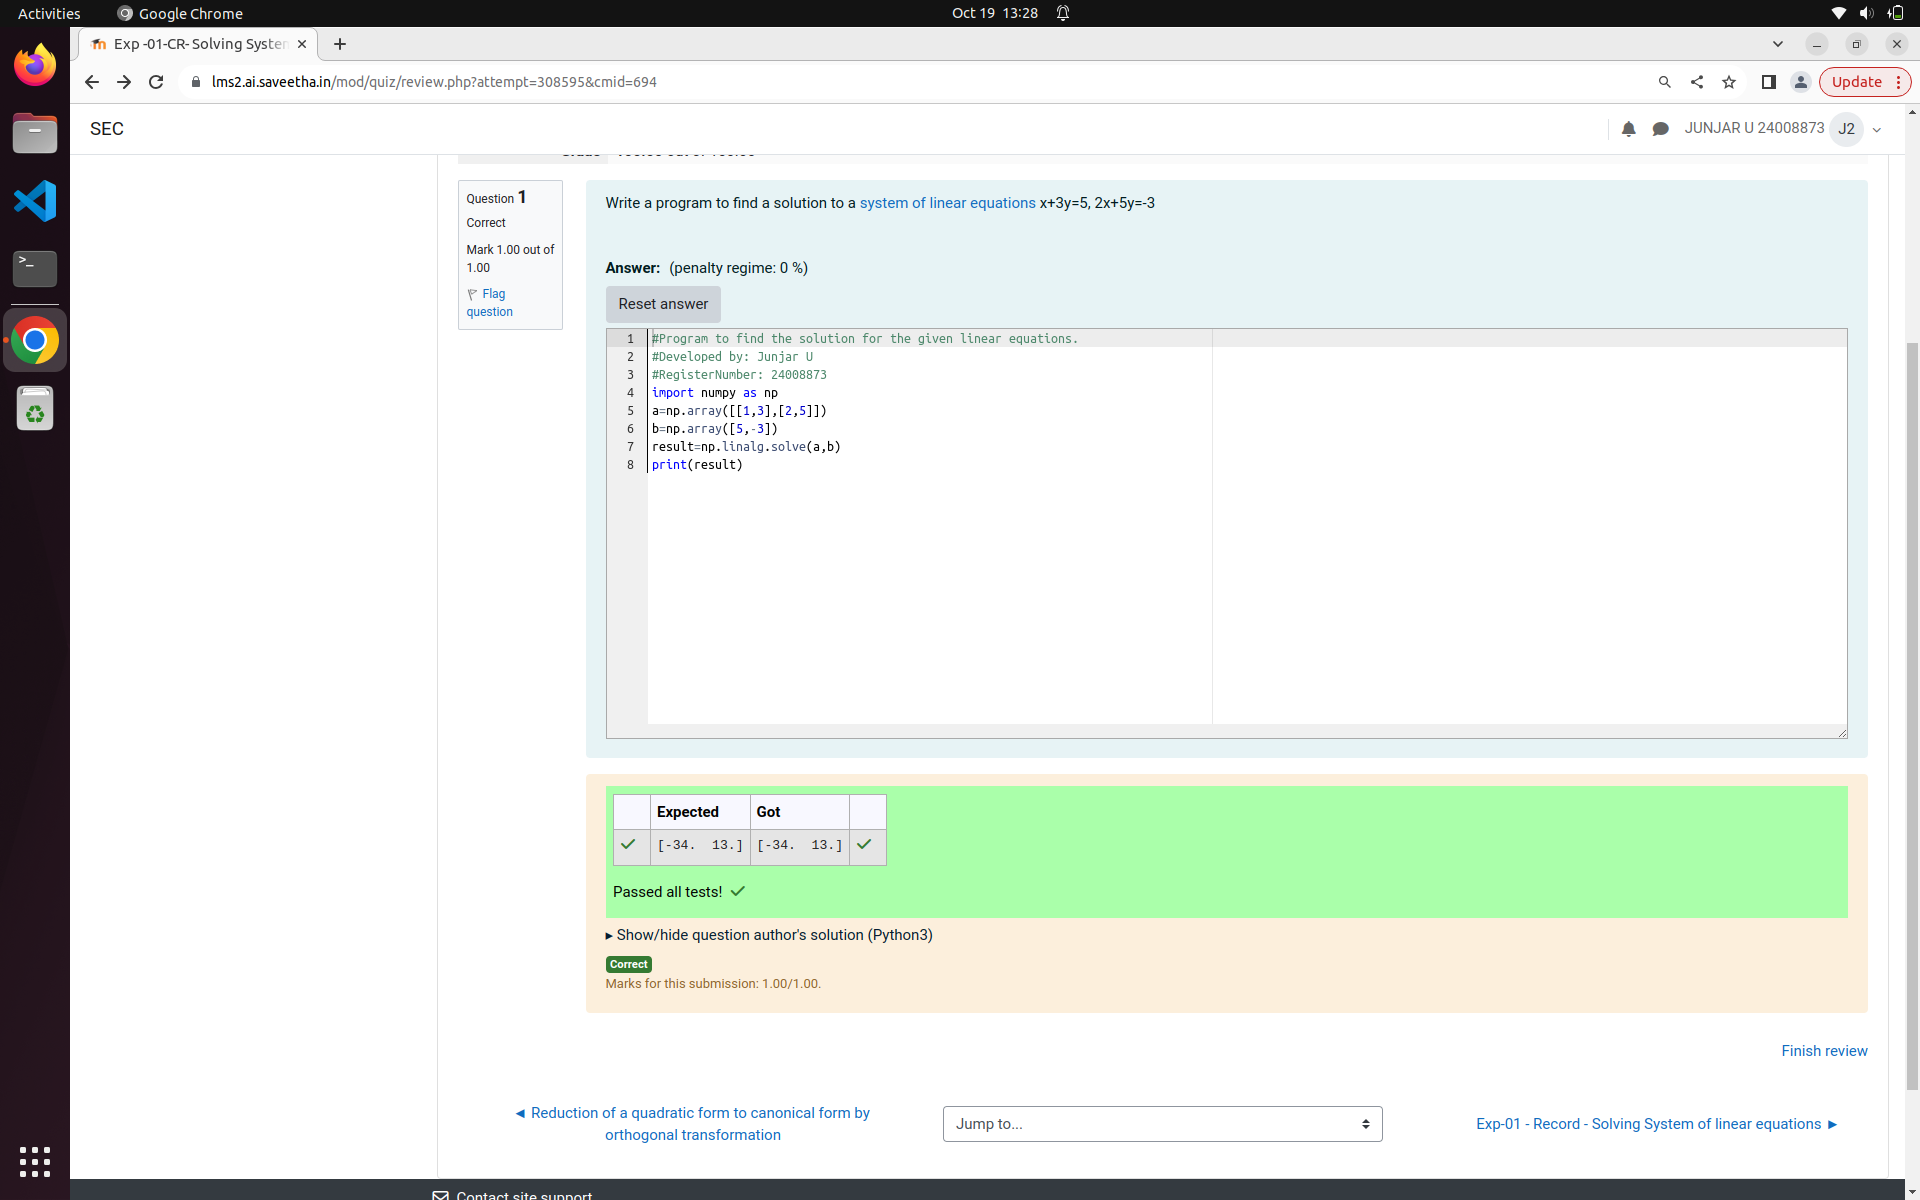 Activities
Google Chrome
Oct 19 13:28
Exp -01-CR- Solving System
lms2.ai.saveetha.in/mod/quiz/review.php?attempt=308595&cmid=694
Update
SEC
JUNJAR U 24008873
J2
Question 1
Correct
Mark 1.00 out of
1.00
Flag
question
Write a program to find a solution to a system of linear equations x+3y=5, 2x+5y=-3
Answer: (penalty regime: 0 %)
Reset answer
1 #Program to find the solution for the given linear equations.
2 #Developed by: Junjar U
3 #RegisterNumber: 24008873
4 import numpy as np
5 a=np.array([[1,3],[2,5]])
6 b=np.array([5,-3])
7 result=np.linalg.solve(a,b)
8 print(result)
Expected Got
[-34.  13.] [-34.  13.]
Passed all tests!
Show/hide question author's solution (Python3)
Correct
Marks for this submission: 1.00/1.00.
Finish review
◄ Reduction of a quadratic form to canonical form by
orthogonal transformation
Jump to...
Exp-01 - Record - Solving System of linear equations ►
Contact site support